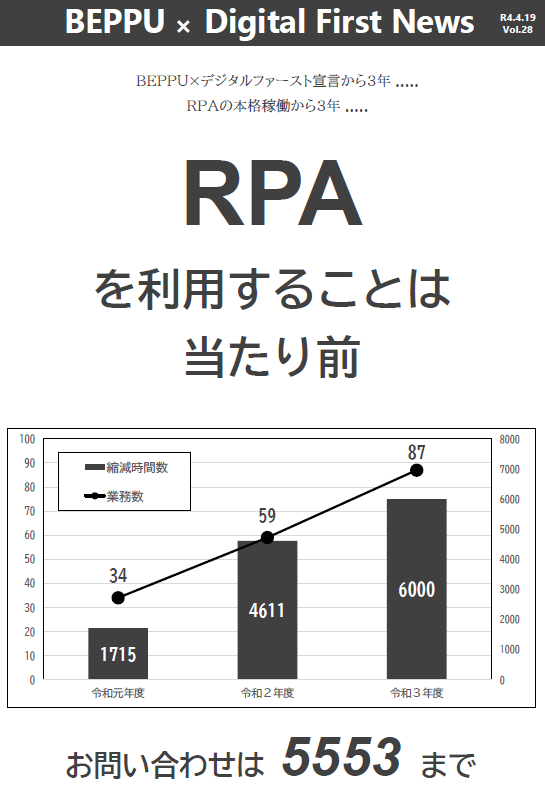 BEPPU × Digital First News
R4.4.19
Vol.28
BEPPU×デジタルファースト宣言から3年 .....
RPAの本格稼働から3年 .....
RPA
を利用することは
当たり前
100
90
80
70
60
50
40
30
20
10
0
縮減時間数
業務数
34
59
87
1715
4611
6000
8000
7000
6000
5000
4000
3000
2000
1000
0
令和元年度
令和２年度
令和３年度
お問い合わせは 5553 まで